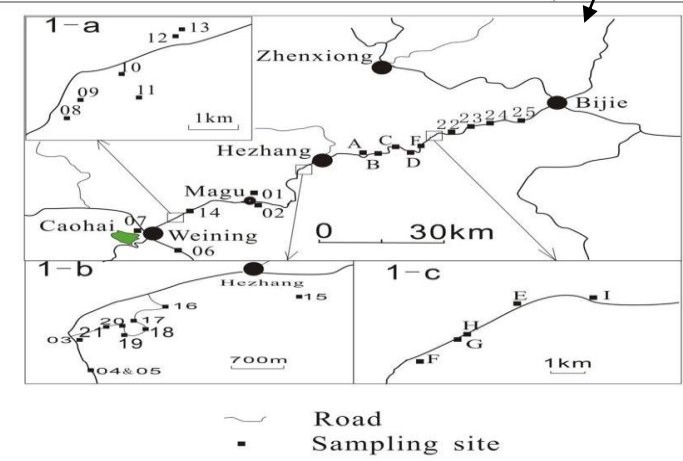 1-a
13
12
10
09
11
08
1km
Zhenxiong
Bijie
22 23 24 25
A C E
B D
Hezhang
Magu
01
02
14
Caohai
07
Weining
06
0 30km
1-b
Hezhang
15
16
20 17
21 18
19
03
04&05
700m
1-c
E I
H
G
F
1km
Road
Sampling site